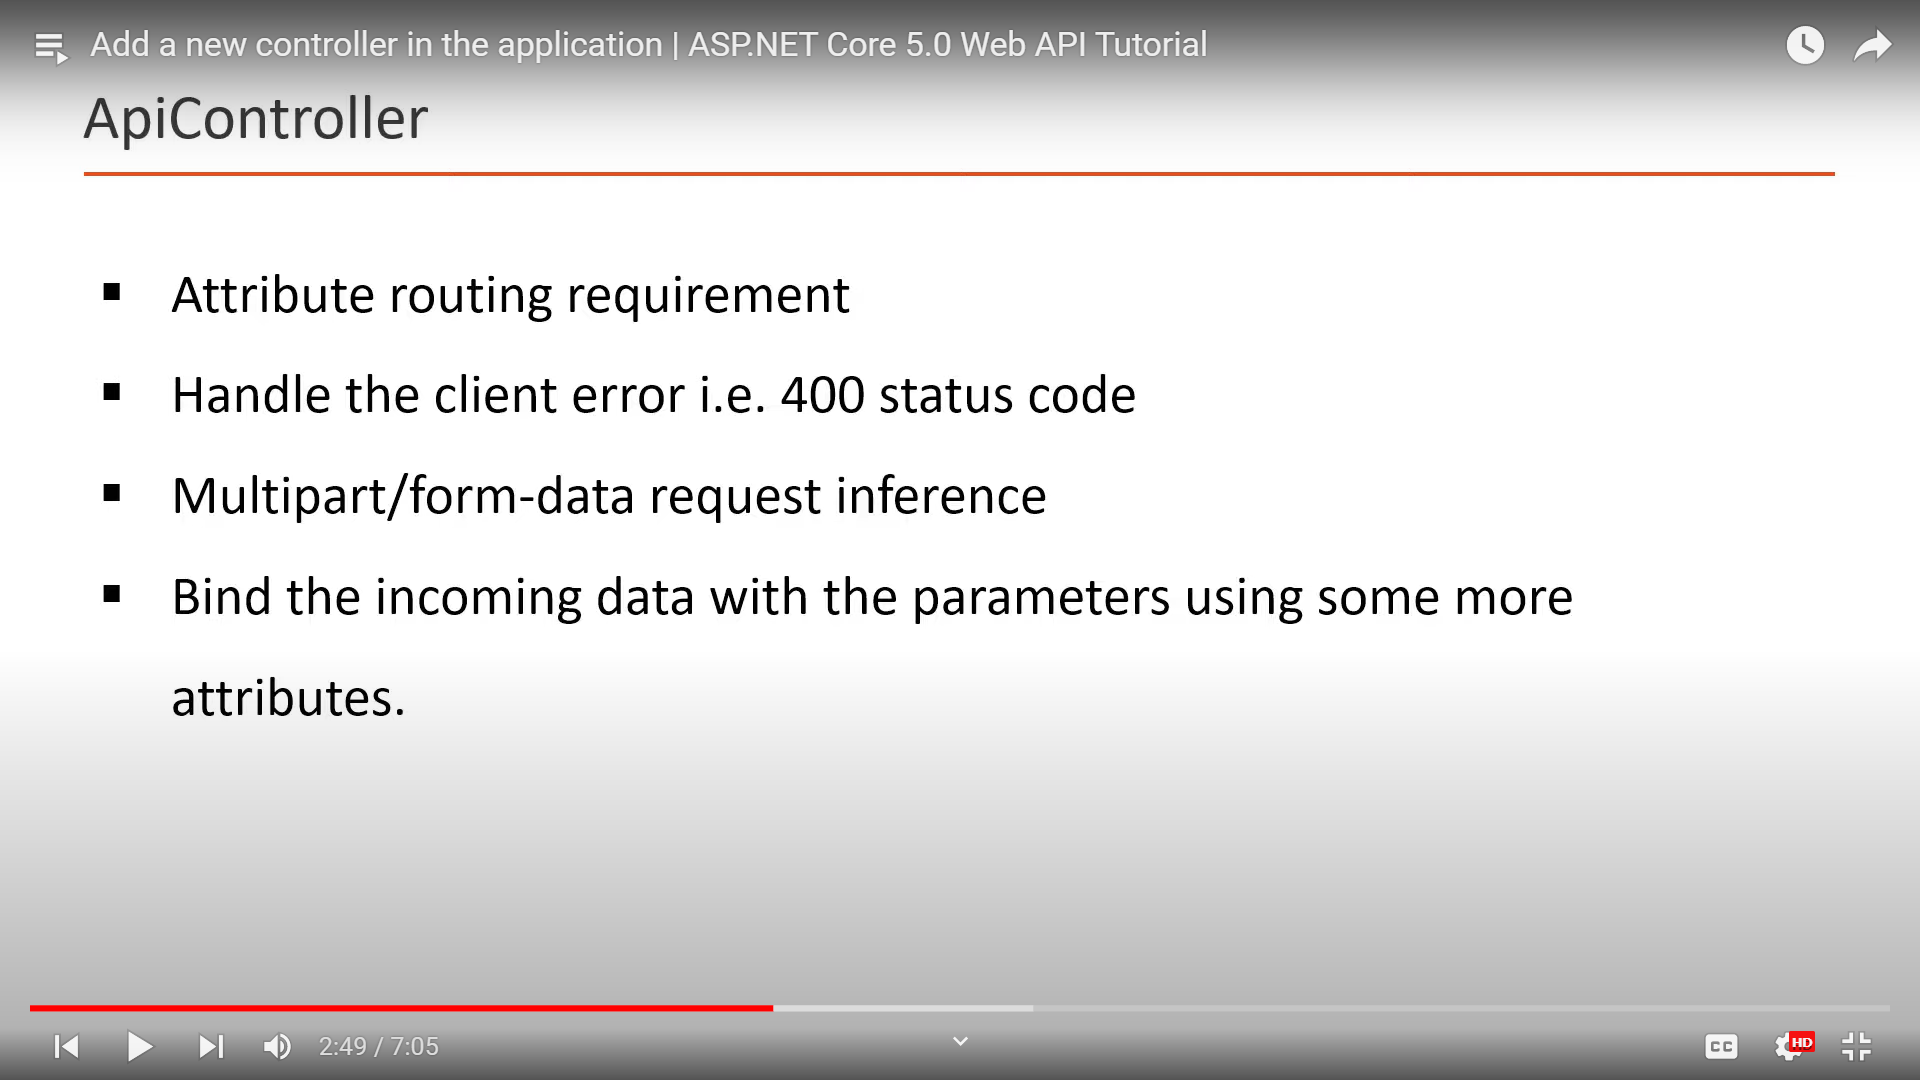 Add a new controller in the application | ASP.NET Core 5.0 Web API Tutorial
ApiController
▪ Attribute routing requirement
▪ Handle the client error i.e. 400 status code
▪ Multipart/form-data request inference
▪ Bind the incoming data with the parameters using some more
attributes.
2:49 / 7:05
CC
HD